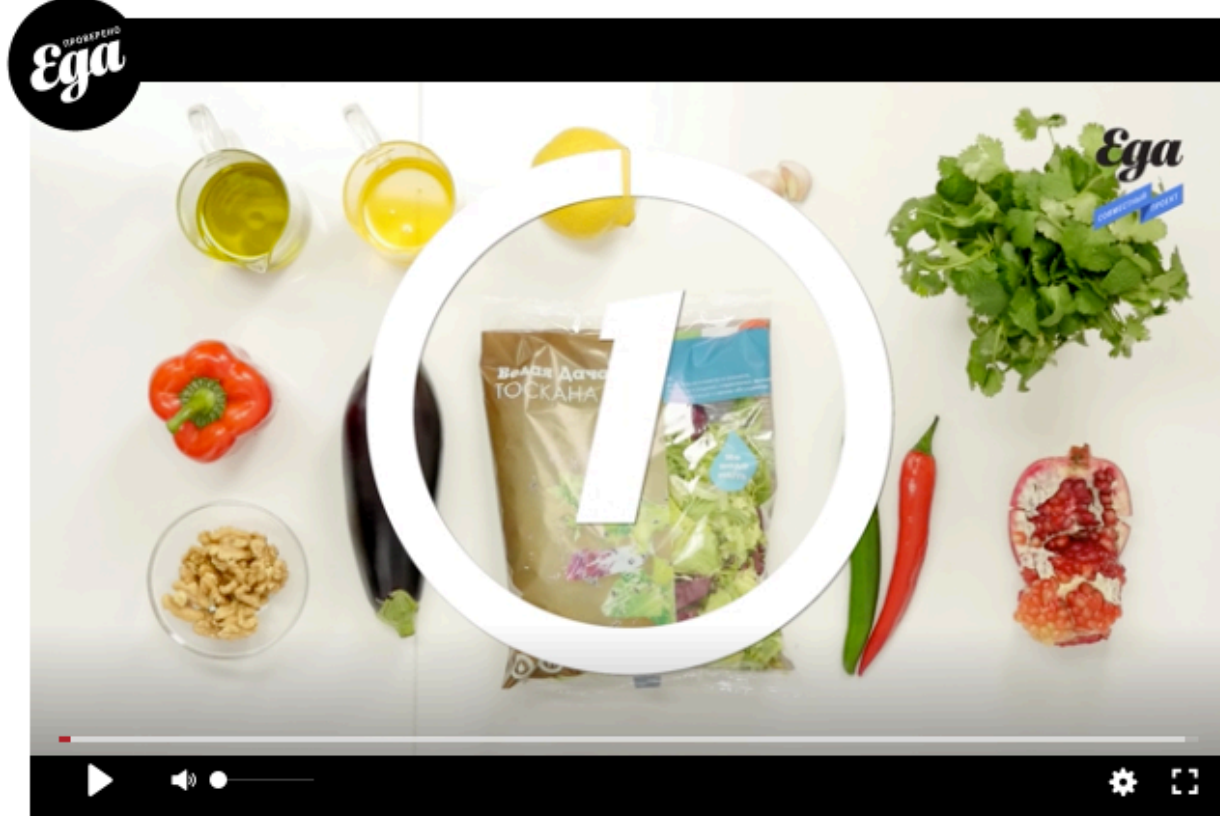 ПРОВЕРЕНО
Еда
Еда
СОВМЕСТНЫЙ ПРОЕКТ
1
Белая Дача
ТОСКАНА